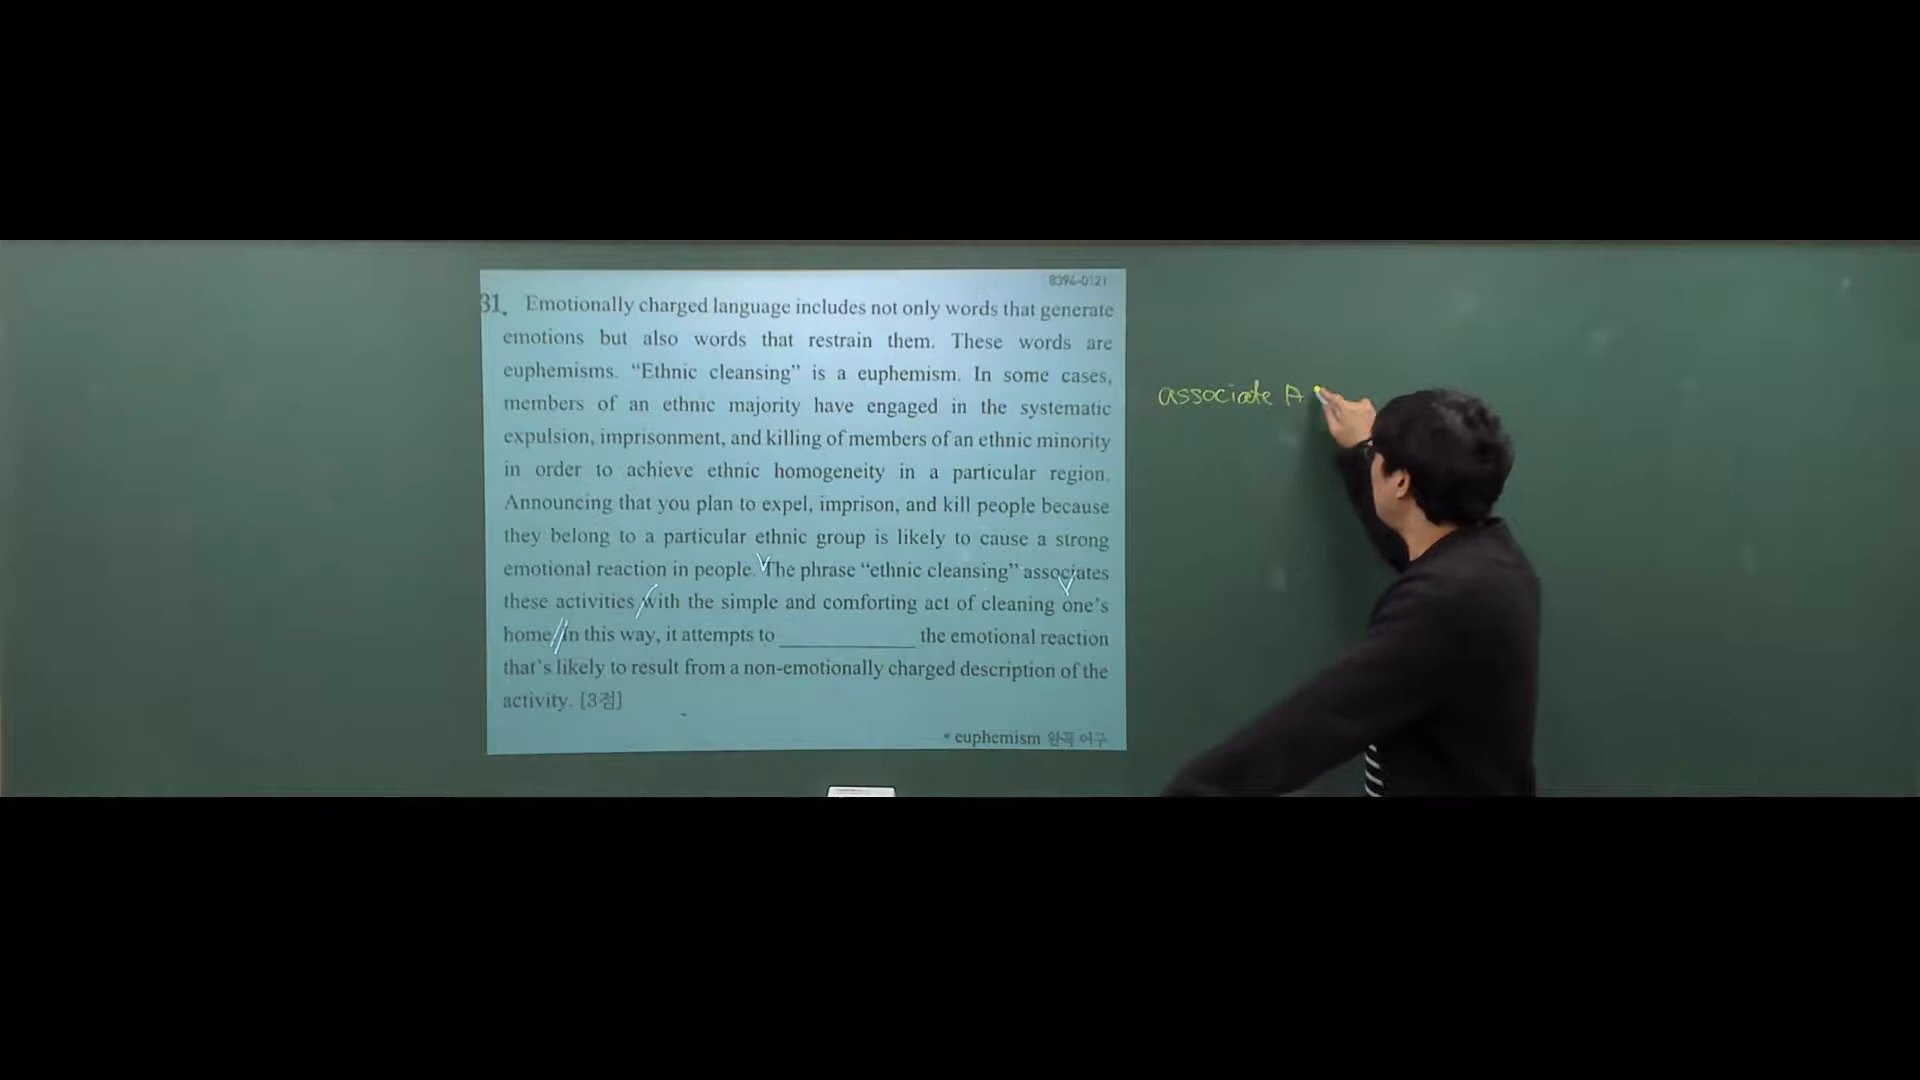 8394-0121
31. Emotionally charged language includes not only words that generate
emotions but also words that restrain them. These words are
euphemisms. “Ethnic cleansing” is a euphemism. In some cases,
members of an ethnic majority have engaged in the systematic
expulsion, imprisonment, and killing of members of an ethnic minority
in order to achieve ethnic homogeneity in a particular region.
Announcing that you plan to expel, imprison, and kill people because
they belong to a particular ethnic group is likely to cause a strong
emotional reaction in people. The phrase “ethnic cleansing” associates
these activities with the simple and comforting act of cleaning one’s
home. In this way, it attempts to ____________ the emotional reaction
that’s likely to result from a non-emotionally charged description of the
activity. [3점]
* euphemism 완곡 어구
associate A